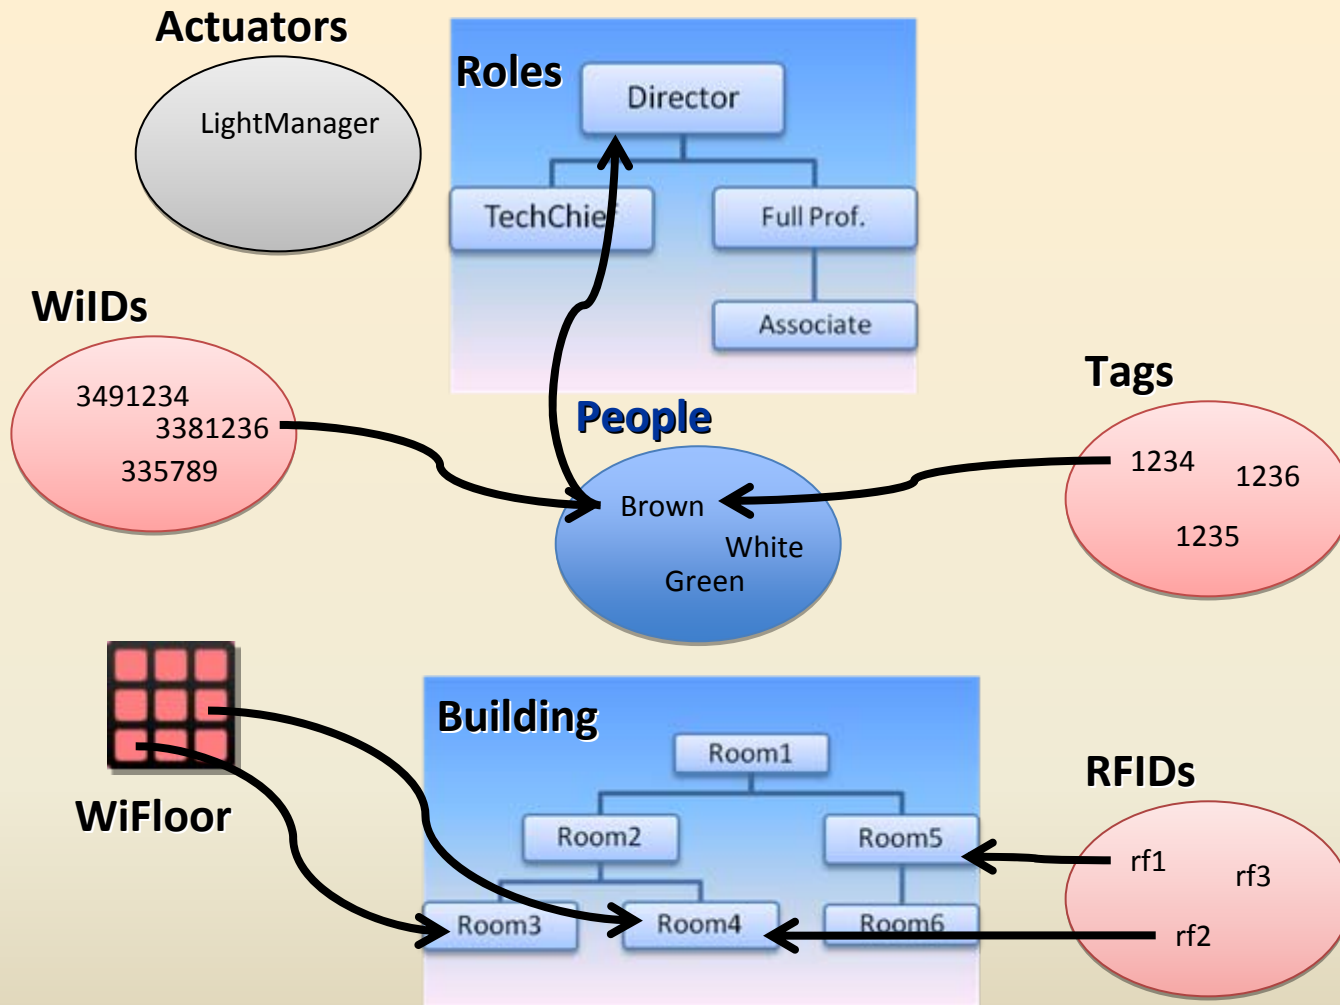 Actuators
LightManager
Roles
Director
TechChief
Full Prof.
Associate
WiIDs
3491234
3381236
335789
People
Brown
White
Green
Tags
1234
1236
1235
WiFloor
Building
Room1
Room2
Room5
Room3
Room4
Room6
RFIDs
rf1
rf3
rf2